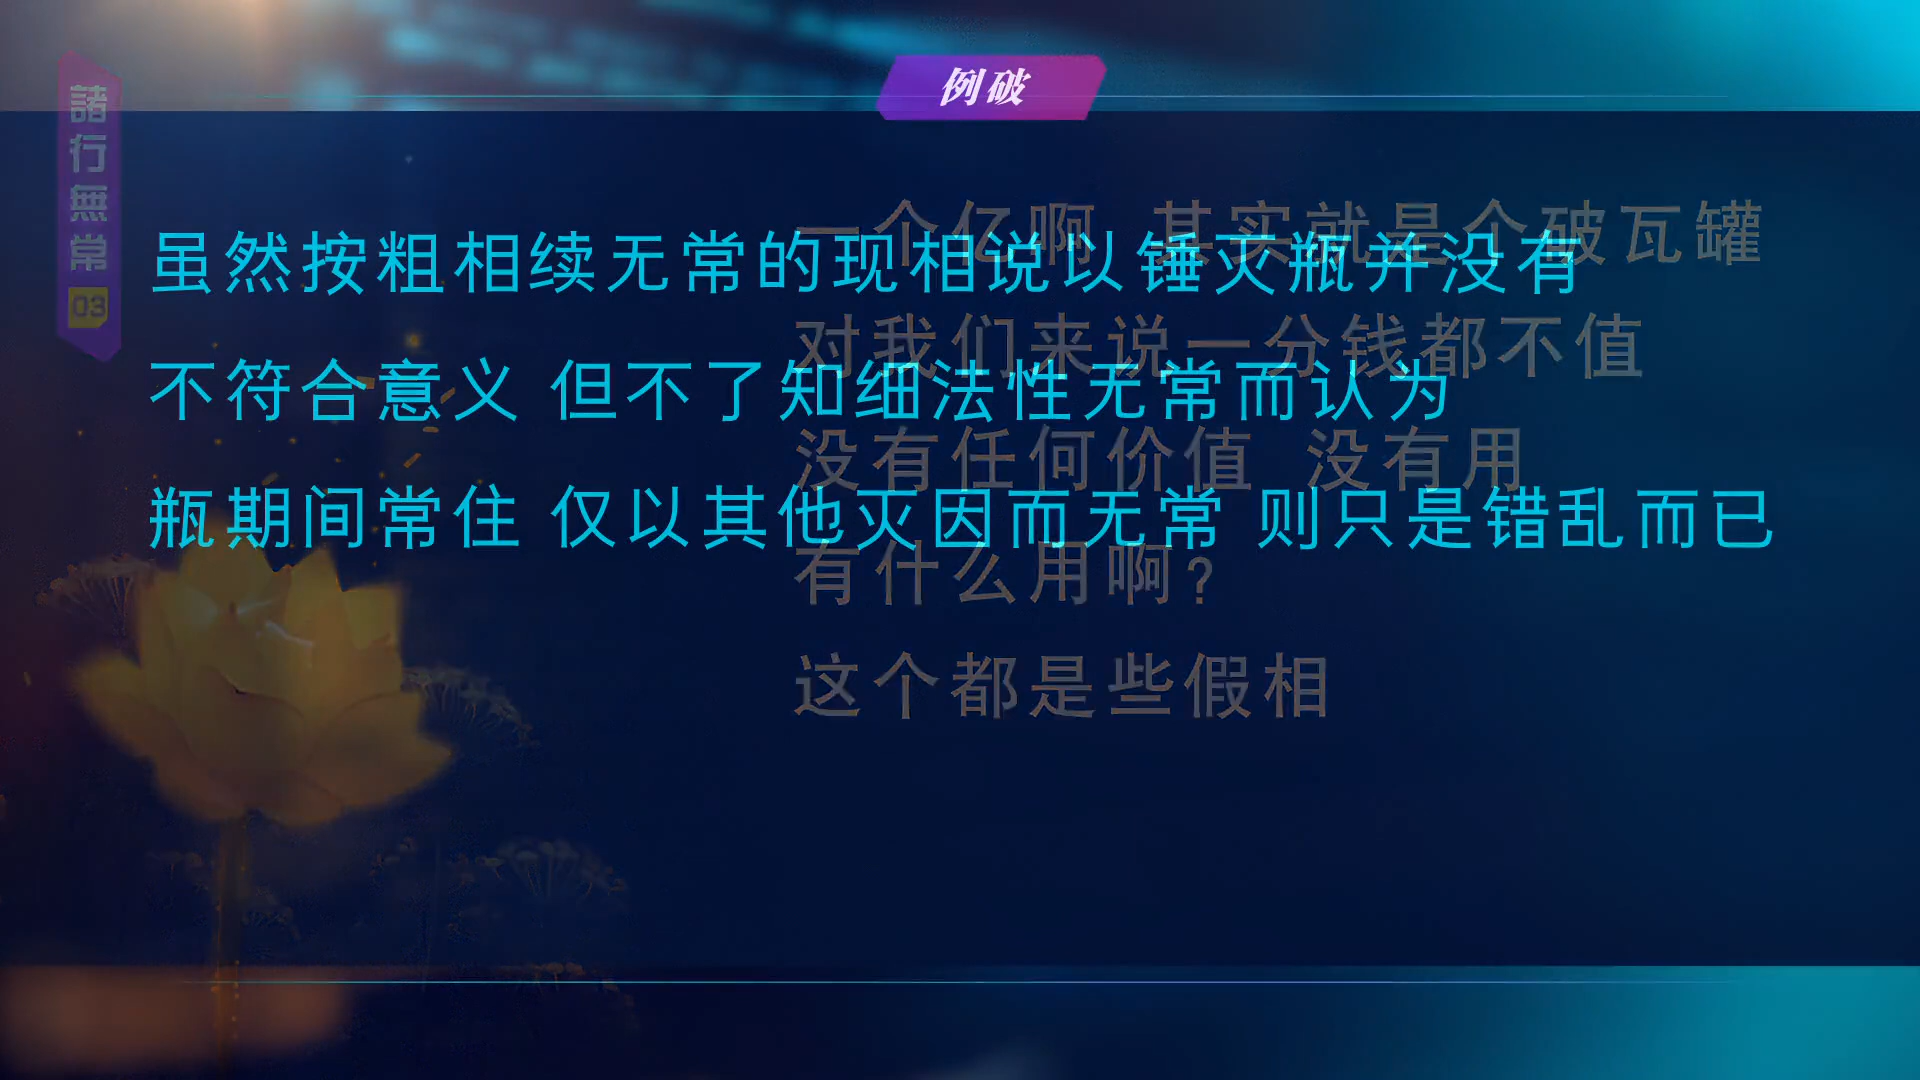 例破
諸行無常
03
虽然按粗相续无常的现相说以锤灭瓶并没有
不符合意义 但不了知细法性无常而认为
瓶期间常住 仅以其他灭因而无常 则只是错乱而已
一个亿啊 其实就是个破瓦罐
对我们来说一分钱都不值
没有任何价值 没有用
有什么用啊?
这个都是些假相